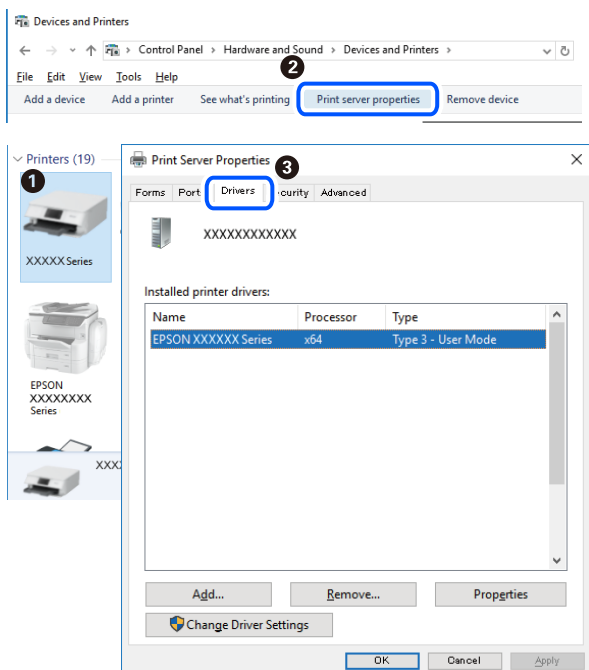 Devices and Printers
Control Panel > Hardware and Sound > Devices and Printers >
2
File Edit View Tools Help
Add a device Add a printer See what's printing Print server properties Remove device
Printers (19)
1
XXXXX Series
EPSON
XXXXXXXX
Series
XXX
Print Server Properties
3
Forms Port Drivers curity Advanced
XXXXXXXXXXXX
Installed printer drivers:
Name Processor Type
EPSON XXXXXX Series x64 Type 3 - User Mode
Add... Remove... Properties
Change Driver Settings
OK Cancel Apply